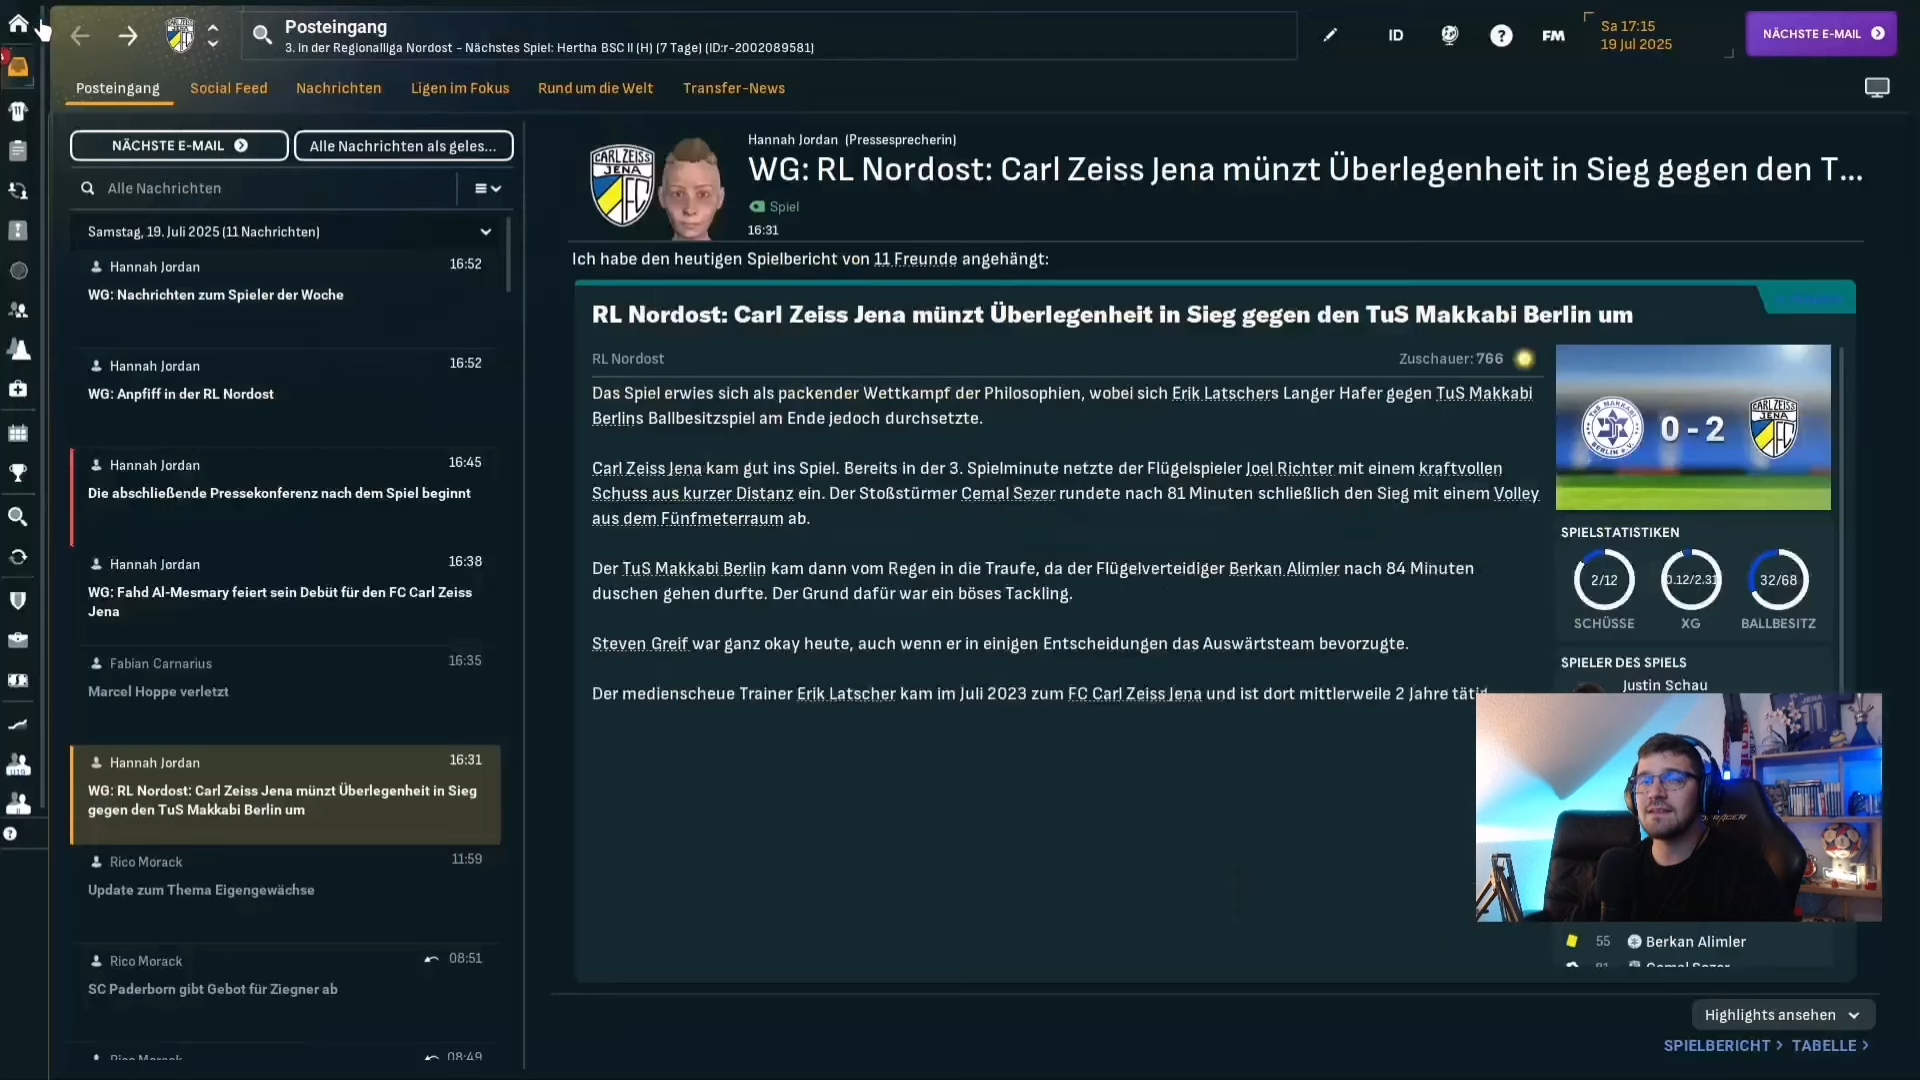 Posteingang
3. in der Regionalliga Nordost - Nächstes Spiel: Hertha BSC II (H) (7 Tage) (ID:r-2002089581)
ID
FM
Sa 17:15
19 Jul 2025
NÄCHSTE E-MAIL
Posteingang
Social Feed
Nachrichten
Ligen im Fokus
Rund um die Welt
Transfer-News
NÄCHSTE E-MAIL
Alle Nachrichten als geles...
Alle Nachrichten
Samstag, 19. Juli 2025 (11 Nachrichten)
Hannah Jordan 16:52
WG: Nachrichten zum Spieler der Woche
Hannah Jordan 16:52
WG: Anpfiff in der RL Nordost
Hannah Jordan 16:45
Die abschließende Pressekonferenz nach dem Spiel beginnt
Hannah Jordan 16:38
WG: Fahd Al-Mesmary feiert sein Debüt für den FC Carl Zeiss
Jena
Fabian Carnarius 16:35
Marcel Hoppe verletzt
Hannah Jordan 16:31
WG: RL Nordost: Carl Zeiss Jena münzt Überlegenheit in Sieg
gegen den TuS Makkabi Berlin um
Rico Morack 11:59
Update zum Thema Eigengewächse
Rico Morack 08:51
SC Paderborn gibt Gebot für Ziegner ab
Rico Morack 08:49
Hannah Jordan (Pressesprecherin)
WG: RL Nordost: Carl Zeiss Jena münzt Überlegenheit in Sieg gegen den T...
Spiel
16:31
Ich habe den heutigen Spielbericht von 11 Freunde angehängt:
RL Nordost: Carl Zeiss Jena münzt Überlegenheit in Sieg gegen den TuS Makkabi Berlin um
RL Nordost
Zuschauer: 766
Das Spiel erwies sich als packender Wettkampf der Philosophien, wobei sich Erik Latschers Langer Hafer gegen TuS Makkabi
Berlins Ballbesitzspiel am Ende jedoch durchsetzte.
Carl Zeiss Jena kam gut ins Spiel. Bereits in der 3. Spielminute netzte der Flügelspieler Joel Richter mit einem kraftvollen
Schuss aus kurzer Distanz ein. Der Stoßstürmer Cemal Sezer rundete nach 81 Minuten schließlich den Sieg mit einem Volley
aus dem Fünfmeterraum ab.
Der TuS Makkabi Berlin kam dann vom Regen in die Traufe, da der Flügelverteidiger Berkan Alimler nach 84 Minuten
duschen gehen durfte. Der Grund dafür war ein böses Tackling.
Steven Greif war ganz okay heute, auch wenn er in einigen Entscheidungen das Auswärtsteam bevorzugte.
Der medienscheue Trainer Erik Latscher kam im Juli 2023 zum FC Carl Zeiss Jena und ist dort mittlerweile 2 Jahre tätig.
CARL ZEISS
JENA
FC
0 - 2
SPIELSTATISTIKEN
2/12
0.12/2.31
32/68
SCHÜSSE
XG
BALLBESITZ
SPIELER DES SPIELS
Justin Schau
55 Berkan Alimler
81 Cemal Sezer
Highlights ansehen
SPIELBERICHT >
TABELLE >